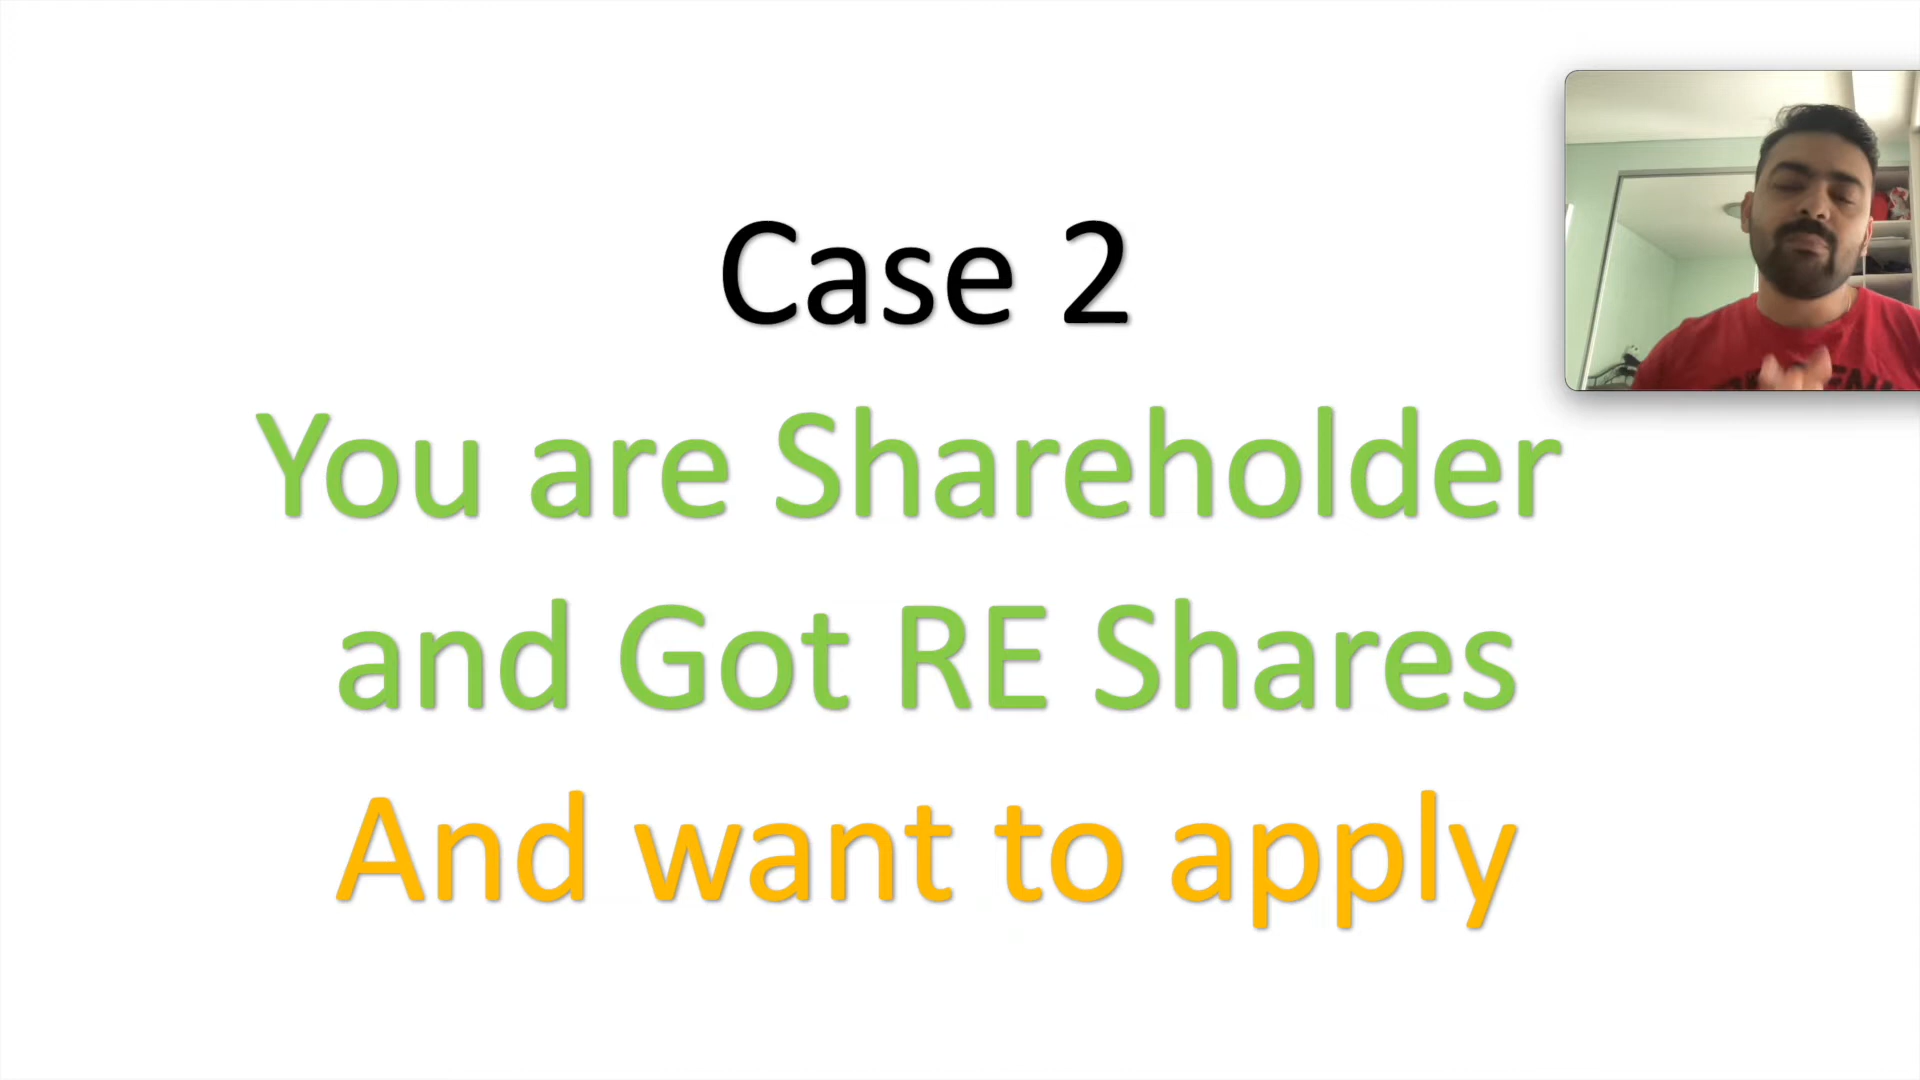 Case 2
You are Shareholder
and Got RE Shares
And want to apply